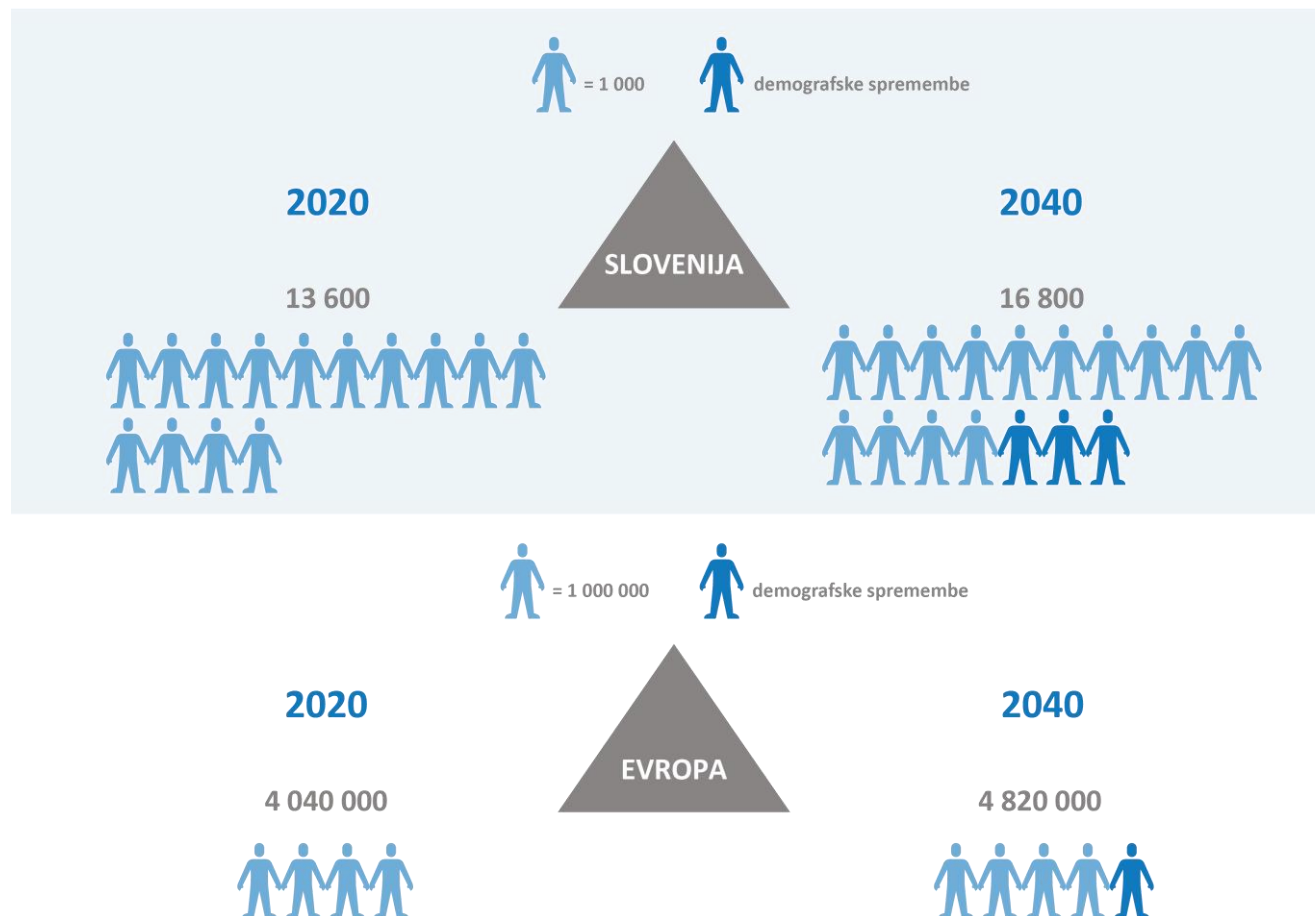 = 1 000 demografske spremembe
2020 2040
SLOVENIJA
13 600 16 800
= 1 000 000 demografske spremembe
2020 2040
EVROPA
4 040 000 4 820 000